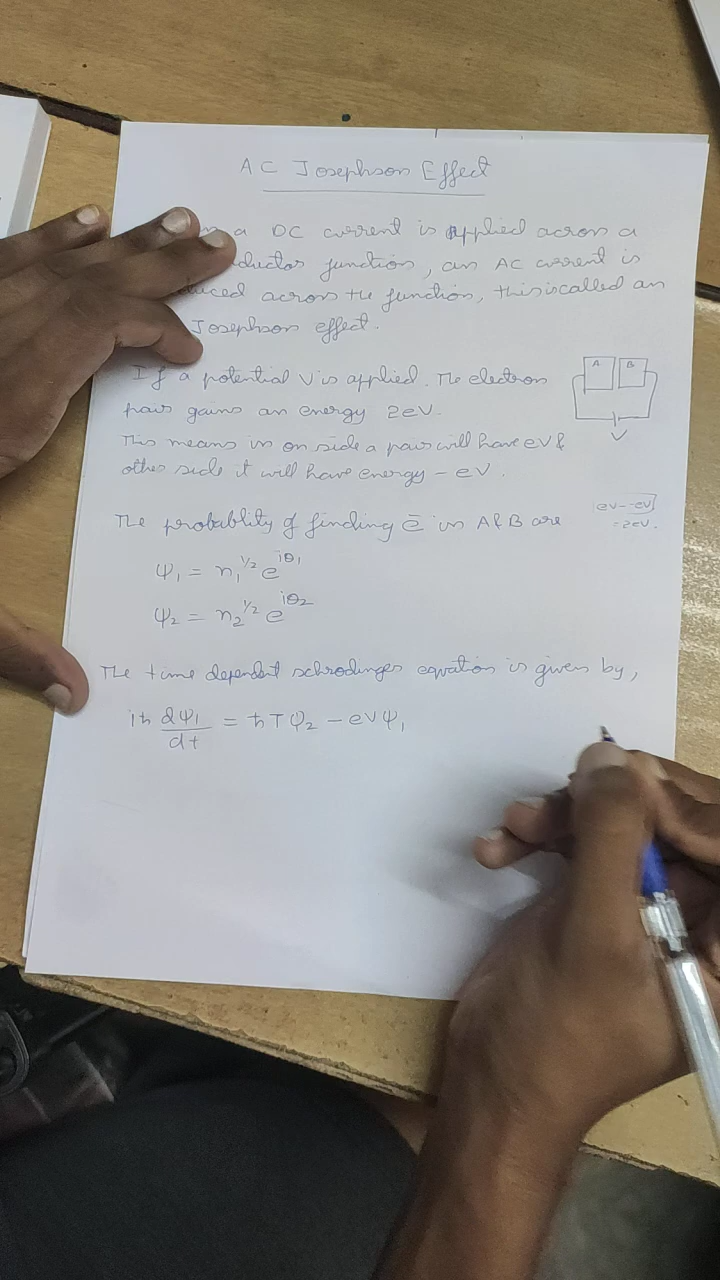 AC Josephson Effect
a DC current is applied across a
ductor junction, an AC current is
duced across the junction, this is called an
Josephson effect.
If a potential V is applied. The electron
pair gains an energy 2eV.
This means in on side a pair will have eV &
other side it will have energy - eV.
A B
V
eV--eV
=2eV.
The probablity of finding ē in A&B are
ψ₁ = n₁^1/2 e^iθ₁
ψ₂ = n₂^1/2 e^iθ₂
The time dependent schrodinger equation is given by,
iħ dψ₁/dt = ħTψ₂ - eVψ₁